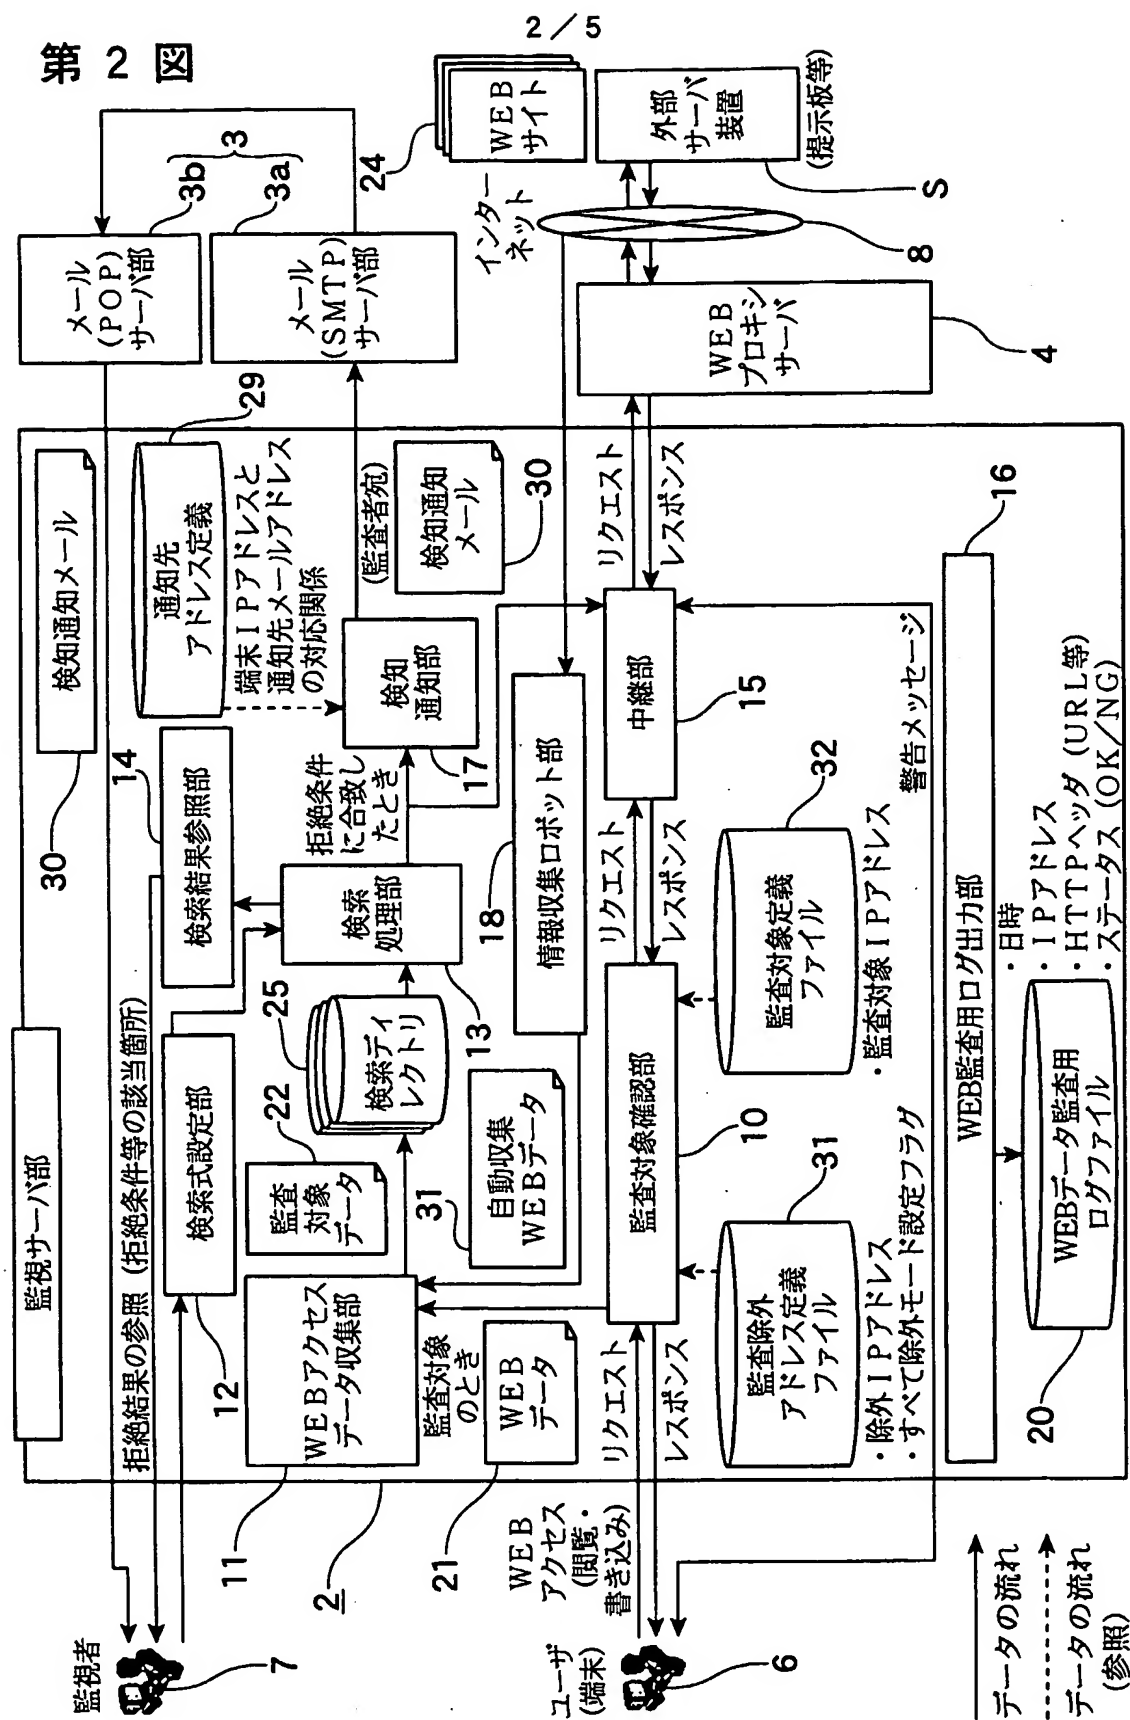 2／5
第2図
監視サーバ部
検知通知メール
30
メール
(POP)
サーバ部
3b
3
メール
(SMTP)
サーバ部
3a
監視者
7
拒絶結果の参照(拒絶条件等の該当箇所)
検索式設定部
12
検索結果参照部
14
通知先
アドレス定義
29
端末IPアドレスと
通知先メールアドレス
の対応関係
WEBアクセス
データ収集部
11
2
監査
対象
データ
22
検索ディ
レクトリ
25
検索
処理部
13
拒絶条件
に合致し
たとき
検知
通知部
17
(監査者宛)
検知通知
メール
30
監査対象
のとき
WEB
データ
21
自動収集
WEBデータ
31
情報収集ロボット部
18
インター
ネット
WEB
サイト
24
ユーザ
(端末)
6
WEB
アクセス
(閲覧・
書き込み)
リクエスト
レスポンス
監査対象確認部
10
リクエスト
レスポンス
中継部
15
リクエスト
レスポンス
WEB
プロキシ
サーバ
4
8
外部
サーバ
装置
(提示板等)
S
監査除外
アドレス定義
ファイル
31
・除外IPアドレス
・すべて除外モード設定フラグ
監査対象定義
ファイル
32
・監査対象IPアドレス
警告メッセージ
WEB監査用ログ出力部
16
WEBデータ監査用
ログファイル
20
・日時
・IPアドレス
・HTTPヘッダ(URL等)
・ステータス(OK/NG)
データの流れ
データの流れ
(参照)